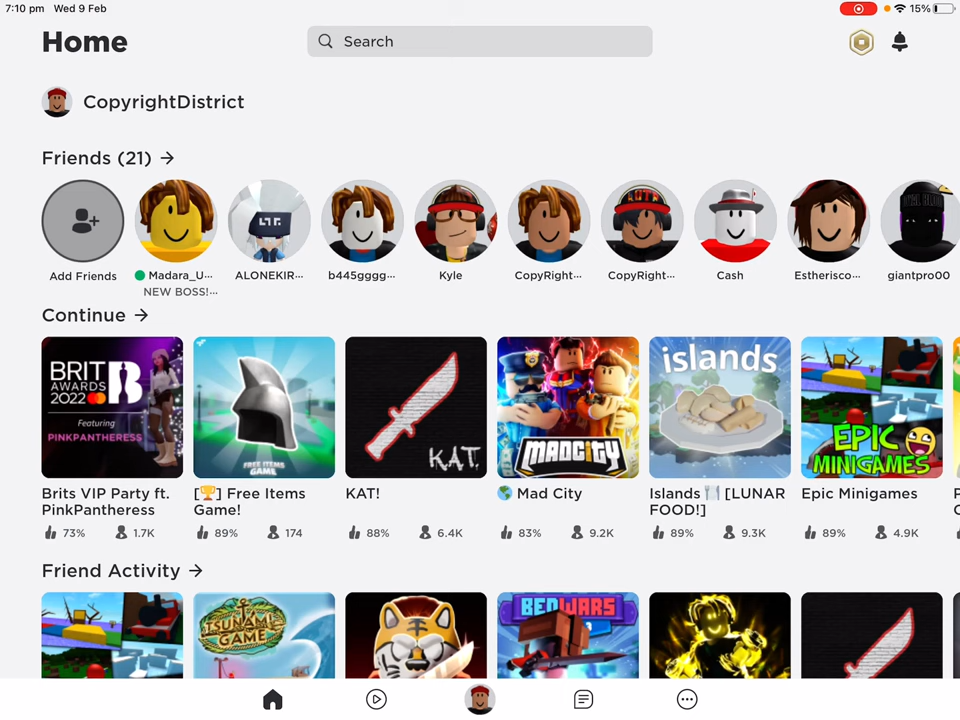 7:10 pm Wed 9 Feb
15%
Home
Search
CopyrightDistrict
Friends (21) →
LT.
AUTA
Add Friends
Madara_U...
ALONEKIR...
b445gggg...
Kyle
CopyRight...
CopyRight...
Cash
Estherisco...
giantpro00
NEW BOSS!...
Continue →
BRIT
AWARDS
2022
Featuring
PINKPANTHERESS
FREE ITEMS
GAME
KAT.
MADCITY
islands
EPIC
MINIGAMES
Brits VIP Party ft.
PinkPantheress
[🏆] Free Items
Game!
KAT!
🌎 Mad City
Islands 🍽️ [LUNAR
FOOD!]
Epic Minigames
73% 1.7K
89% 174
88% 6.4K
83% 9.2K
89% 9.3K
89% 4.9K
Friend Activity →
TSUNAMI
GAME
BEDWARS